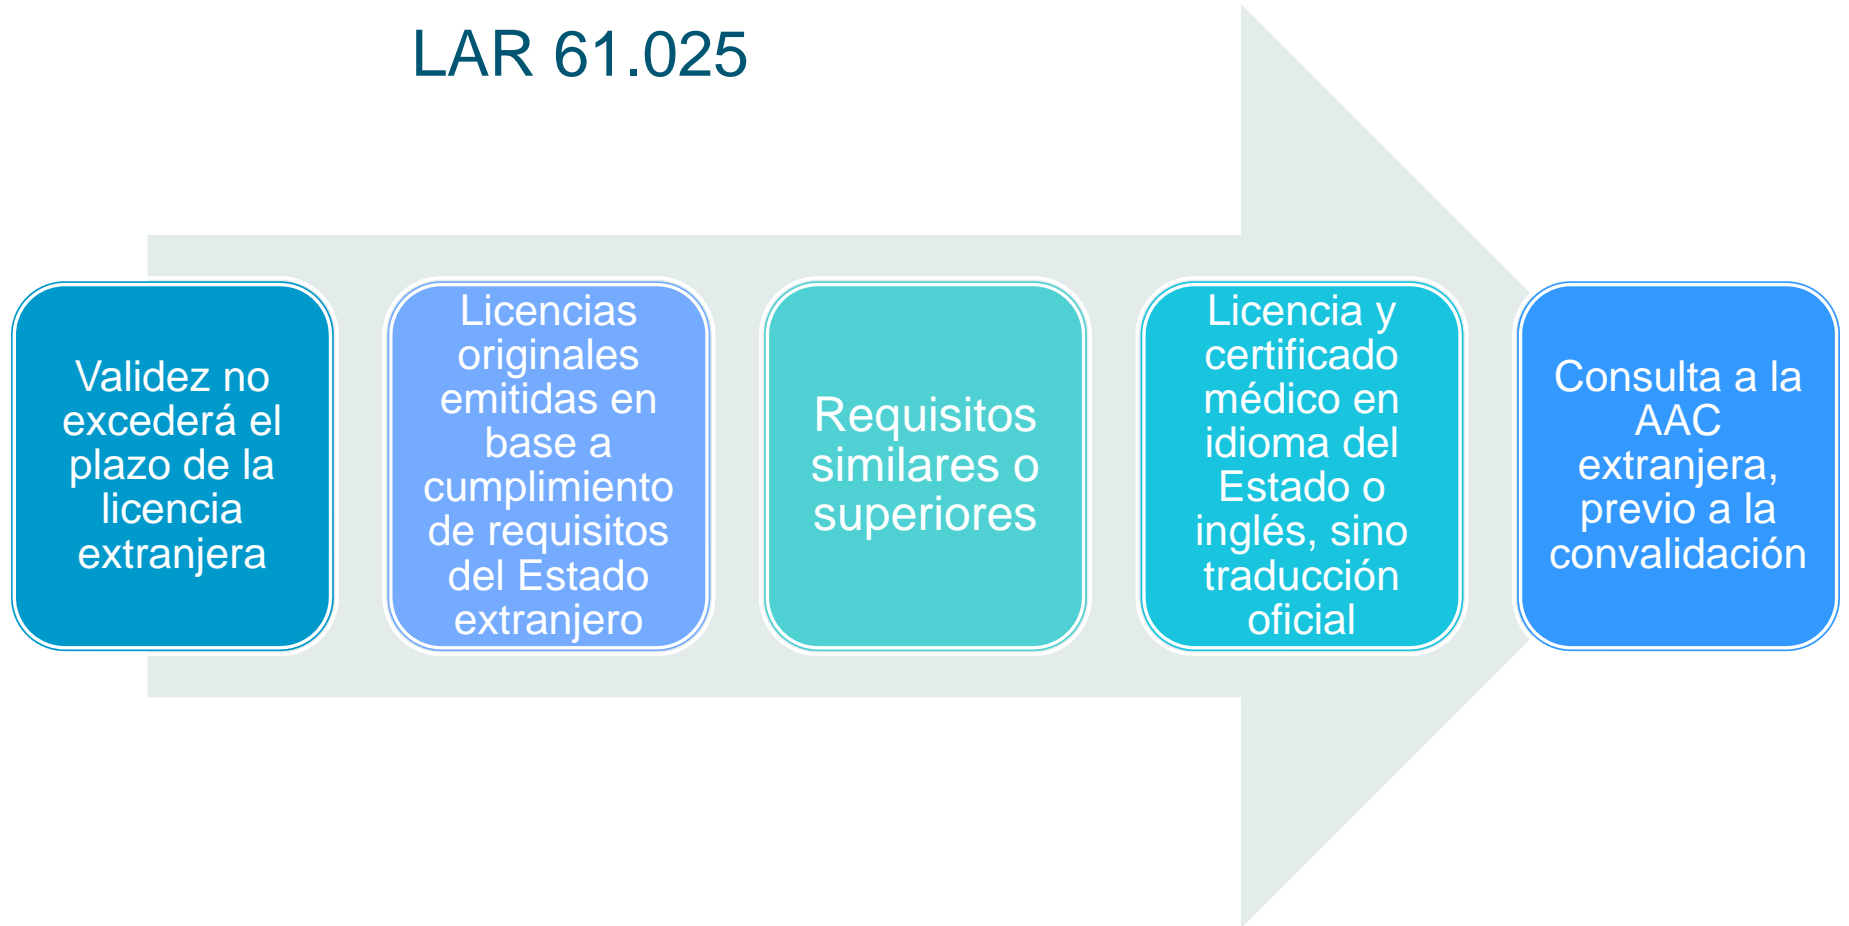 LAR 61.025
Validez no
excederá el
plazo de la
licencia
extranjera
Licencias
originales
emitidas en
base a
cumplimiento
de requisitos
del Estado
extranjero
Requisitos
similares o
superiores
Licencia y
certificado
médico en
idioma del
Estado o
inglés, sino
traducción
oficial
Consulta a la
AAC
extranjera,
previo a la
convalidación